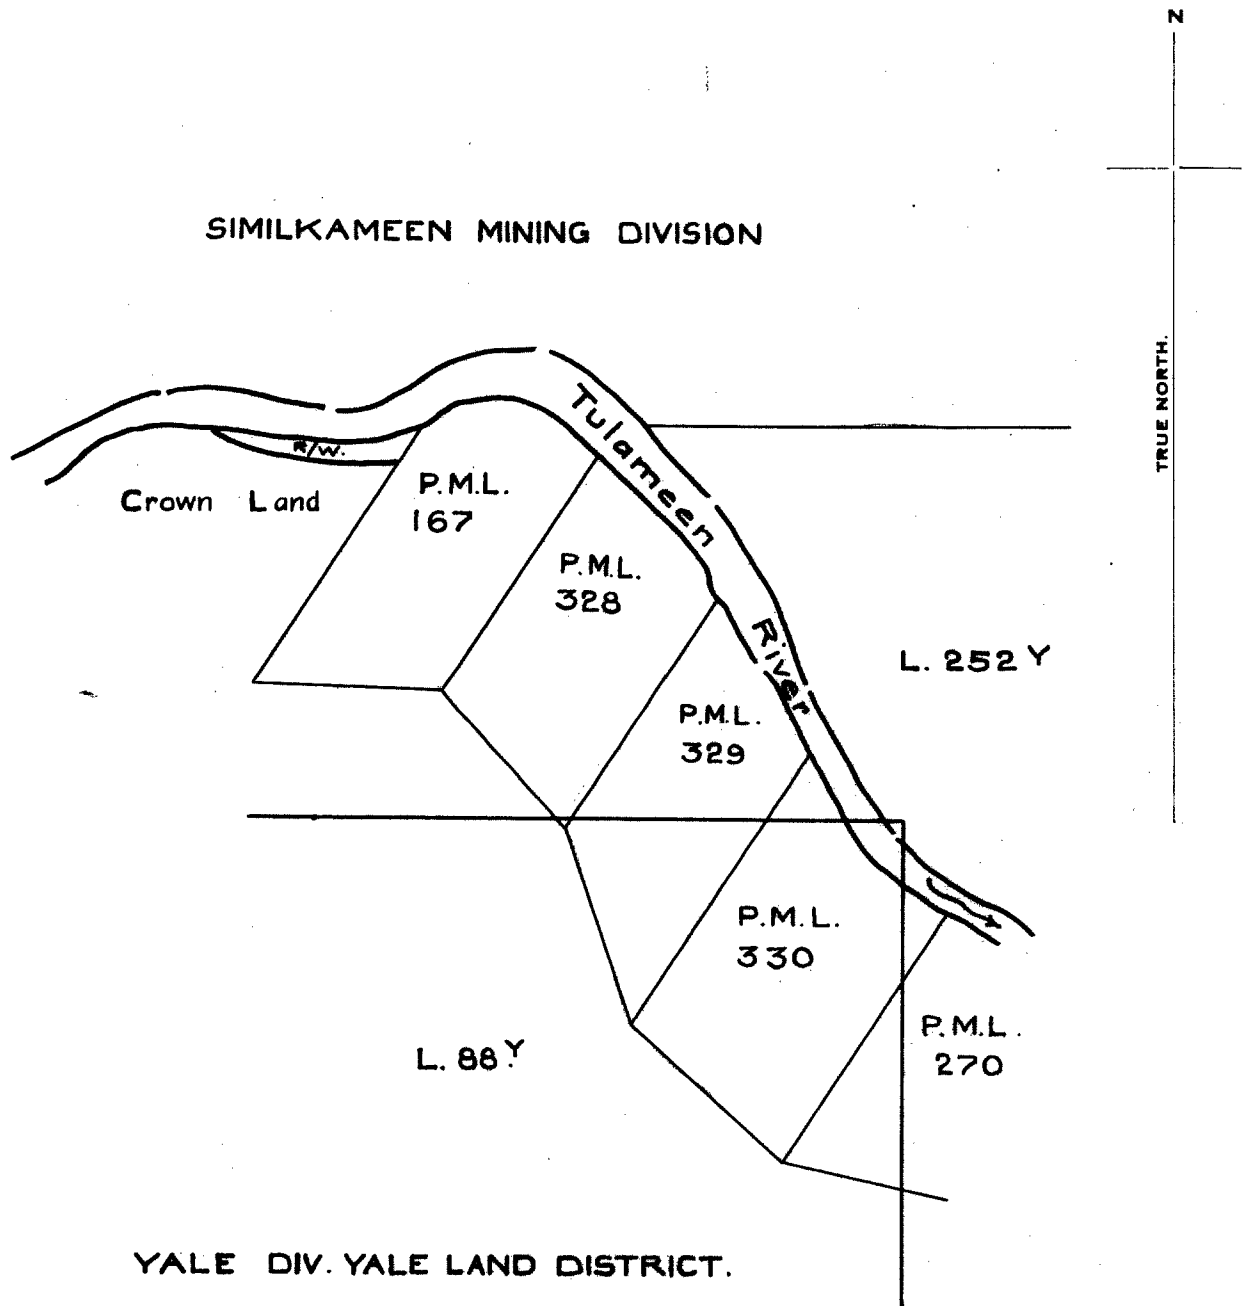 N
SIMILKAMEEN MINING DIVISION
TRUE NORTH.
Tulameen River
R/W.
Crown Land
P.M.L.
167
P.M.L.
328
L. 252 Y
P.M.L.
329
P.M.L.
330
P.M.L.
270
L. 88 Y.
YALE DIV. YALE LAND DISTRICT.